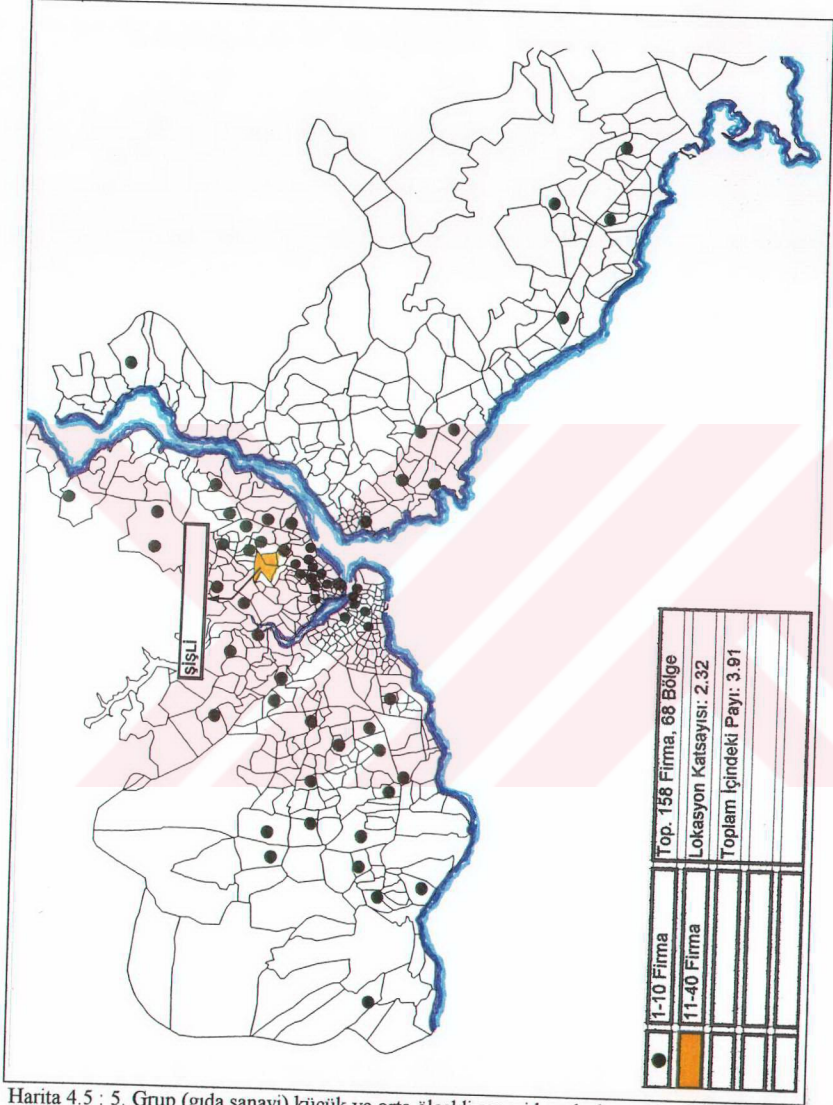 ŞİŞLİ
1-10 Firma
11-40 Firma
Top. 158 Firma, 68 Bölge
Lokasyon Katsayısı: 2.32
Toplam İçindeki Payı: 3.91
Harita 4.5 : 5. Grup (gıda sanayi) küçük ve orta ölçekli